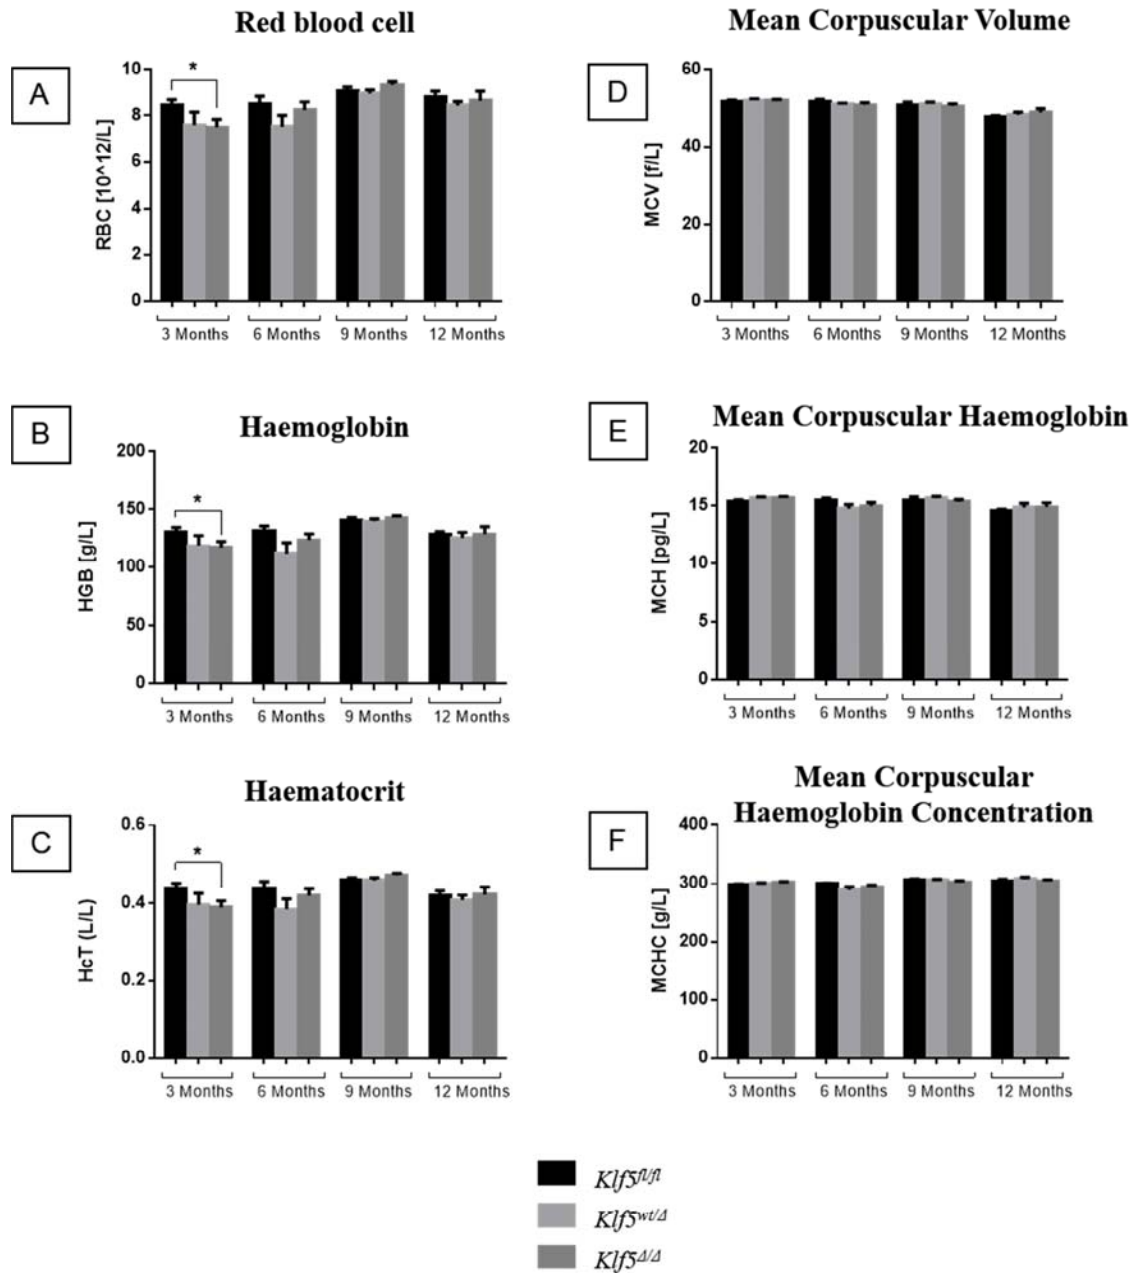 Red blood cell
A
*
10
8
6
4
2
0
RBC [10^12/L]
3 Months
6 Months
9 Months
12 Months
Mean Corpuscular Volume
D
60
40
20
0
MCV [f/L]
3 Months
6 Months
9 Months
12 Months
B
Haemoglobin
*
200
150
100
50
0
HGB [g/L]
3 Months
6 Months
9 Months
12 Months
Mean Corpuscular Haemoglobin
E
20
15
10
5
0
MCH [pg/L]
3 Months
6 Months
9 Months
12 Months
Haematocrit
C
*
0.6
0.4
0.2
0.0
HcT (L/L)
3 Months
6 Months
9 Months
12 Months
Mean Corpuscular
Haemoglobin Concentration
F
400
300
200
100
0
MCHC [g/L]
3 Months
6 Months
9 Months
12 Months
Klf5fl/fl
Klf5wt/Δ
Klf5Δ/Δ